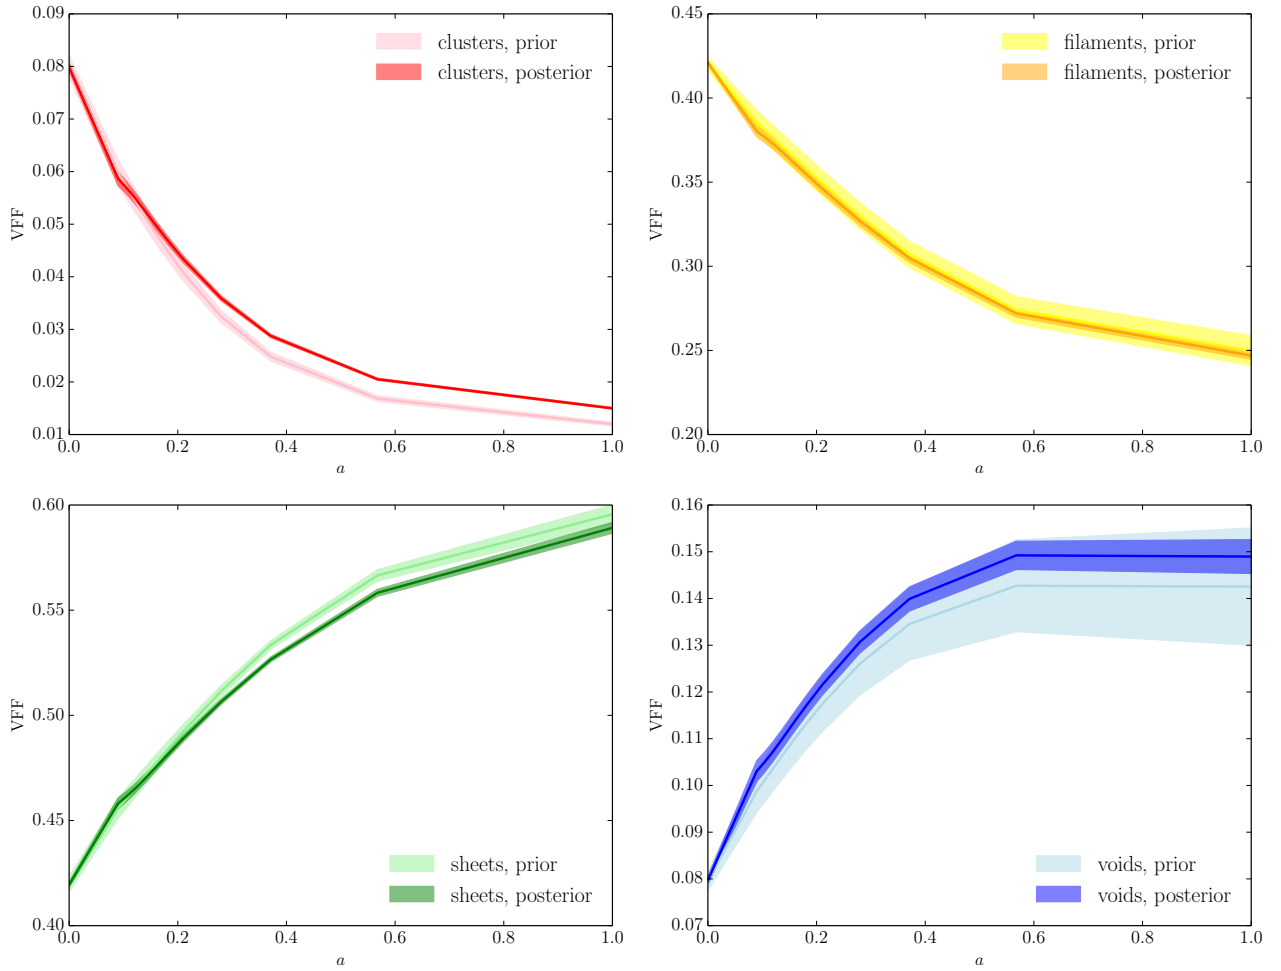 0.09
0.08
0.07
0.06
0.05
0.04
0.03
0.02
0.01
VFF
0.0 0.2 0.4 0.6 0.8 1.0
a
clusters, prior
clusters, posterior
0.45
0.40
0.35
0.30
0.25
0.20
VFF
0.0 0.2 0.4 0.6 0.8 1.0
a
filaments, prior
filaments, posterior
0.60
0.55
0.50
0.45
0.40
VFF
0.0 0.2 0.4 0.6 0.8 1.0
a
sheets, prior
sheets, posterior
0.16
0.15
0.14
0.13
0.12
0.11
0.10
0.09
0.08
0.07
VFF
0.0 0.2 0.4 0.6 0.8 1.0
a
voids, prior
voids, posterior